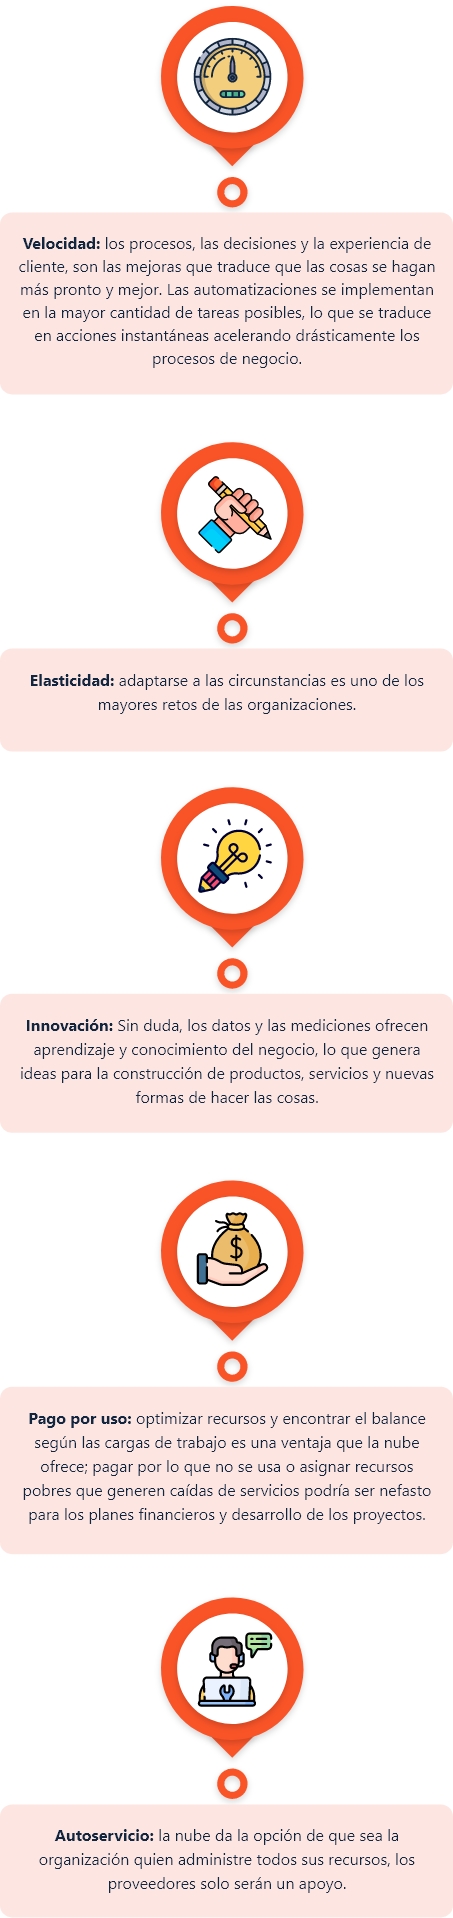 Velocidad: los procesos, las decisiones y la experiencia de
cliente, son las mejoras que traduce que las cosas se hagan
más pronto y mejor. Las automatizaciones se implementan
en la mayor cantidad de tareas posibles, lo que se traduce
en acciones instantáneas acelerando drásticamente los
procesos de negocio.
Elasticidad: adaptarse a las circunstancias es uno de los
mayores retos de las organizaciones.
Innovación: Sin duda, los datos y las mediciones ofrecen
aprendizaje y conocimiento del negocio, lo que genera
ideas para la construcción de productos, servicios y nuevas
formas de hacer las cosas.
$
Pago por uso: optimizar recursos y encontrar el balance
según las cargas de trabajo es una ventaja que la nube
ofrece; pagar por lo que no se usa o asignar recursos
pobres que generen caídas de servicios podría ser nefasto
para los planes financieros y desarrollo de los proyectos.
Autoservicio: la nube da la opción de que sea la
organización quien administre todos sus recursos, los
proveedores solo serán un apoyo.